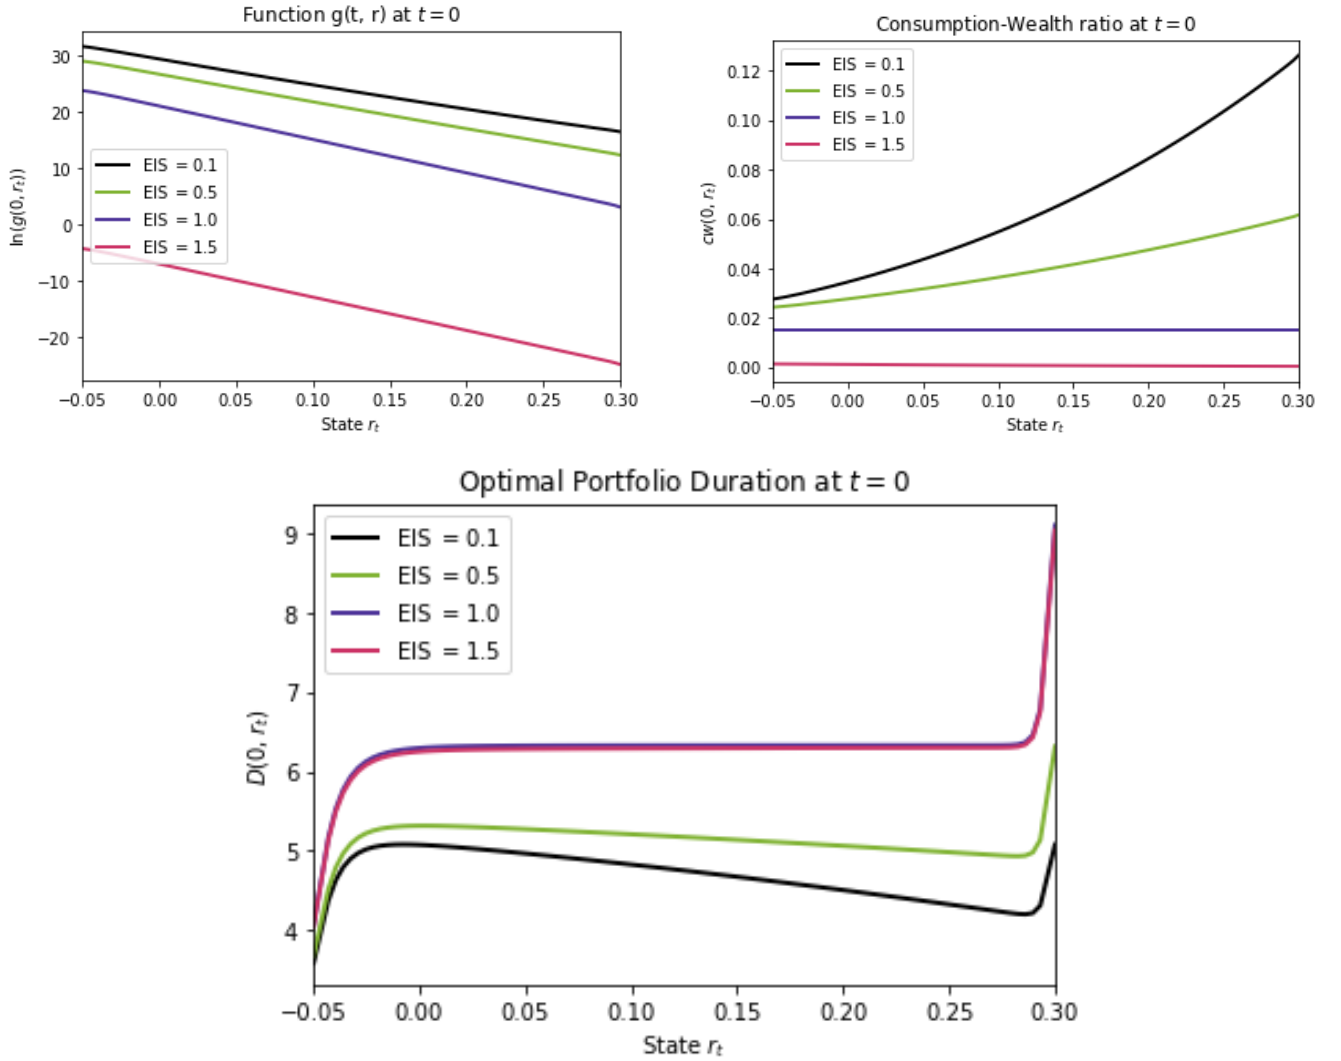 Function g(t, r) at t = 0
ln(g(0, r_t))
30
20
10
0
−10
−20
EIS = 0.1
EIS = 0.5
EIS = 1.0
EIS = 1.5
−0.05 0.00 0.05 0.10 0.15 0.20 0.25 0.30
State r_t
Consumption-Wealth ratio at t = 0
cw(0, r_t)
0.12
0.10
0.08
0.06
0.04
0.02
0.00
EIS = 0.1
EIS = 0.5
EIS = 1.0
EIS = 1.5
−0.05 0.00 0.05 0.10 0.15 0.20 0.25 0.30
State r_t
Optimal Portfolio Duration at t = 0
D(0, r_t)
9
8
7
6
5
4
EIS = 0.1
EIS = 0.5
EIS = 1.0
EIS = 1.5
−0.05 0.00 0.05 0.10 0.15 0.20 0.25 0.30
State r_t